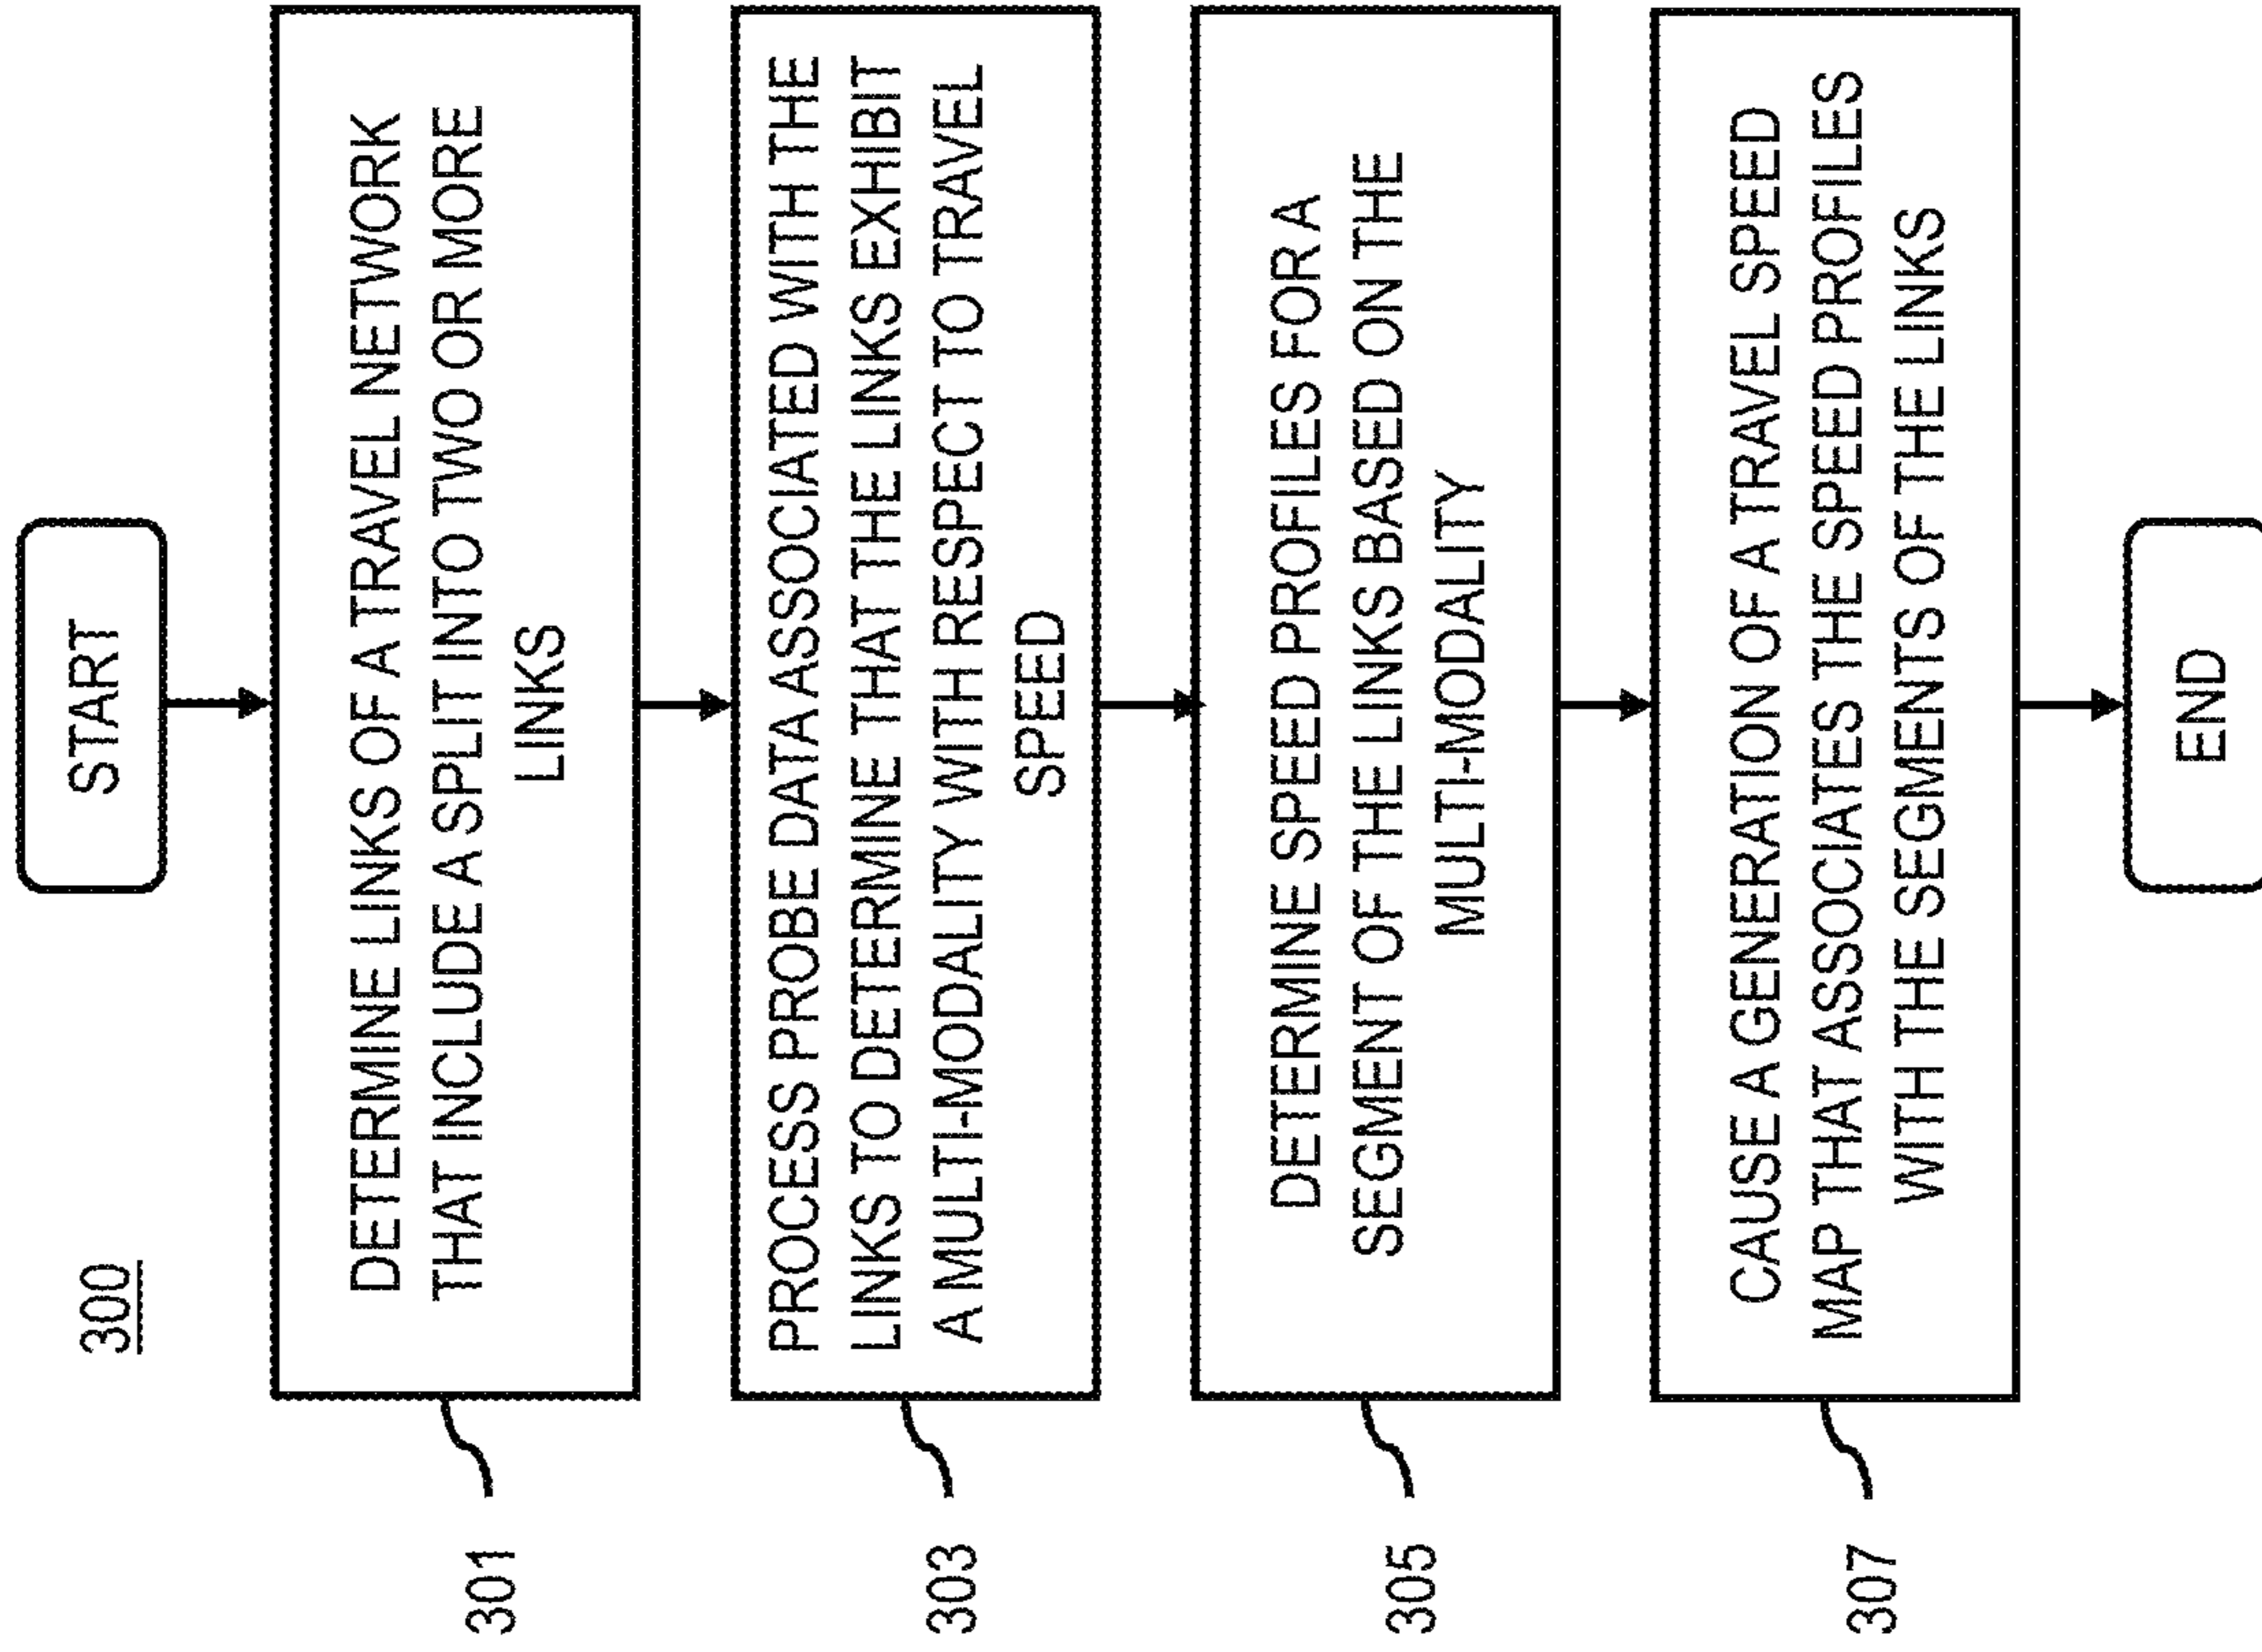 300
START
301
DETERMINE LINKS OF A TRAVEL NETWORK
THAT INCLUDE A SPLIT INTO TWO OR MORE
LINKS
303
PROCESS PROBE DATA ASSOCIATED WITH THE
LINKS TO DETERMINE THAT THE LINKS EXHIBIT
A MULTI-MODALITY WITH RESPECT TO TRAVEL
SPEED
305
DETERMINE SPEED PROFILES FOR A
SEGMENT OF THE LINKS BASED ON THE
MULTI-MODALITY
307
CAUSE A GENERATION OF A TRAVEL SPEED
MAP THAT ASSOCIATES THE SPEED PROFILES
WITH THE SEGMENTS OF THE LINKS
END